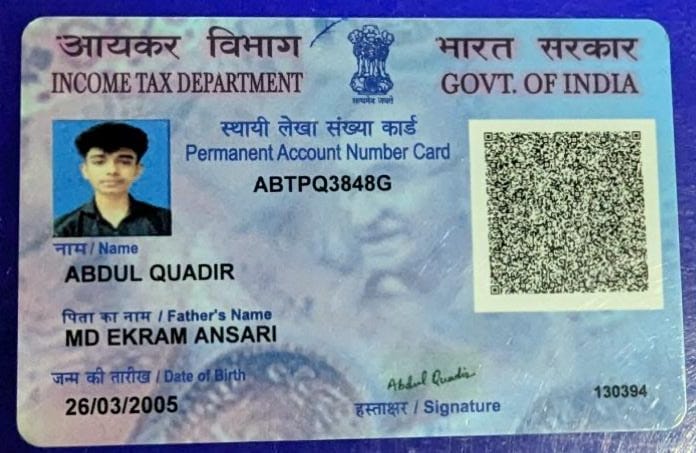 आयकर विभाग
INCOME TAX DEPARTMENT
सत्यमेव जयते
भारत सरकार
GOVT. OF INDIA
स्थायी लेखा संख्या कार्ड
Permanent Account Number Card
ABTPQ3848G
नाम / Name
ABDUL QUADIR
पिता का नाम / Father's Name
MD EKRAM ANSARI
जन्म की तारीख / Date of Birth
26/03/2005
Abdul Quadir
हस्ताक्षर / Signature
130394